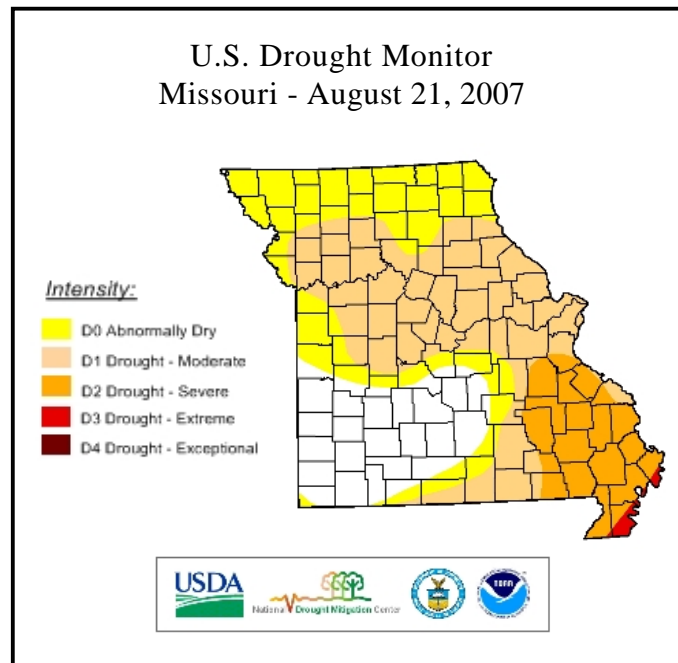 U.S. Drought Monitor
Missouri - August 21, 2007
Intensity:
D0 Abnormally Dry
D1 Drought - Moderate
D2 Drought - Severe
D3 Drought - Extreme
D4 Drought - Exceptional
USDA
National Drought Mitigation Center